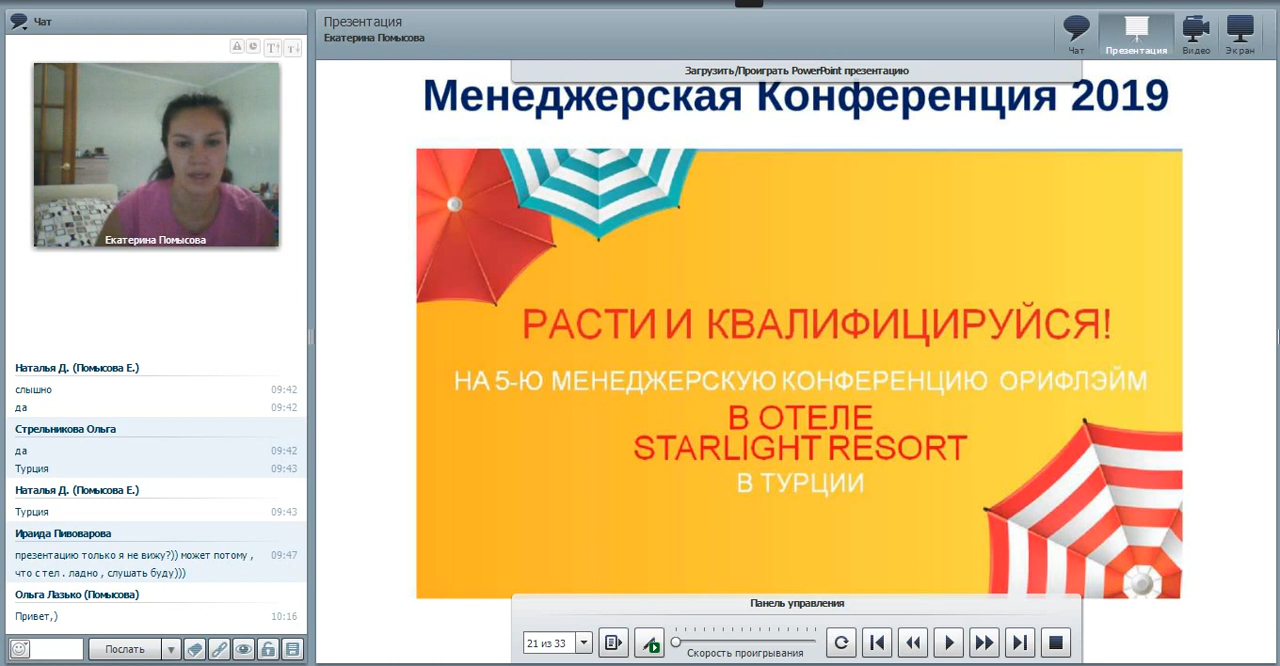 Чат
Екатерина Помысова
Наталья Д. (Помысова Е.)
слышно 09:42
да 09:42
Стрельникова Ольга
да 09:42
Турция 09:43
Наталья Д. (Помысова Е.)
Турция 09:43
Ираида Пивоварова
презентацию только я не вижу?)) может потому , 09:47
что с тел . ладно , слушать буду)))
Ольга Лазько (Помысова)
Привет,) 10:16
Послать
Презентация
Екатерина Помысова
Чат
Презентация
Видео
Экран
Загрузить/Проиграть PowerPoint презентацию
Менеджерская Конференция 2019
РАСТИ И КВАЛИФИЦИРУЙСЯ!
НА 5-Ю МЕНЕДЖЕРСКУЮ КОНФЕРЕНЦИЮ ОРИФЛЭЙМ
В ОТЕЛЕ
STARLIGHT RESORT
В ТУРЦИИ
Панель управления
21 из 33
Скорость проигрывания